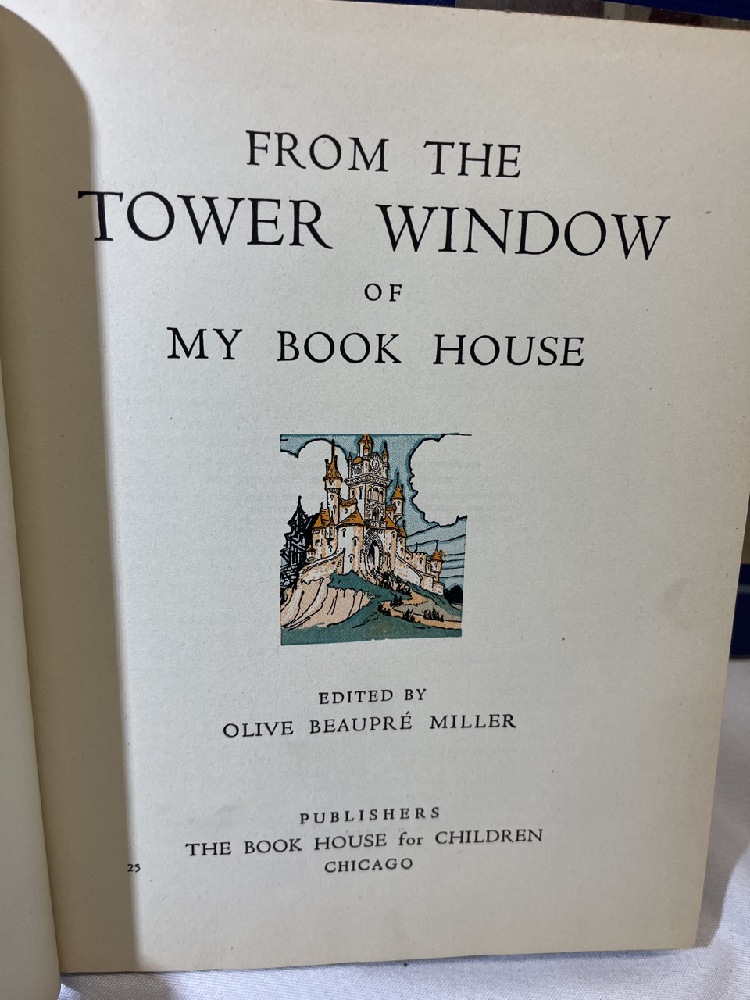 FROM THE
TOWER WINDOW
OF
MY BOOK HOUSE
EDITED BY
OLIVE BEAUPRÉ MILLER
PUBLISHERS
THE BOOK HOUSE for CHILDREN
CHICAGO
25